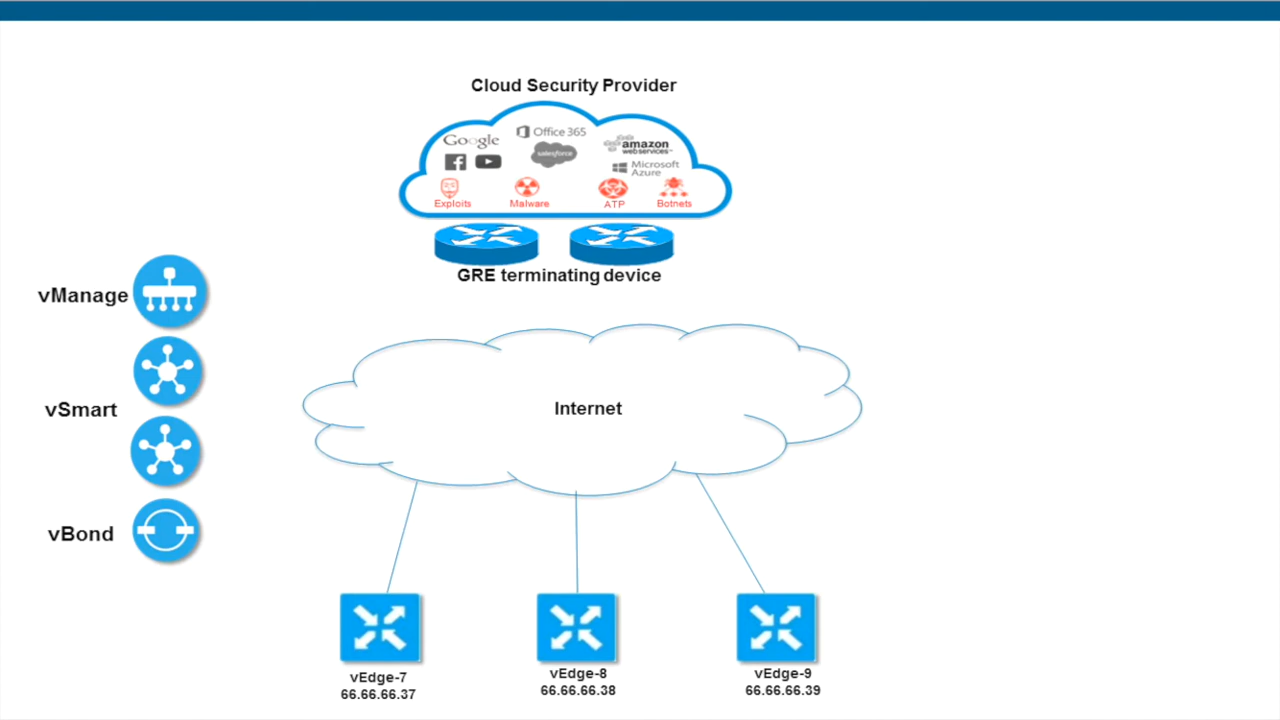 Cloud Security Provider
Google
Office 365
salesforce
amazon
webservices™
Microsoft
Azure
Exploits
Malware
ATP
Botnets
GRE terminating device
vManage
vSmart
vBond
Internet
vEdge-7
66.66.66.37
vEdge-8
66.66.66.38
vEdge-9
66.66.66.39